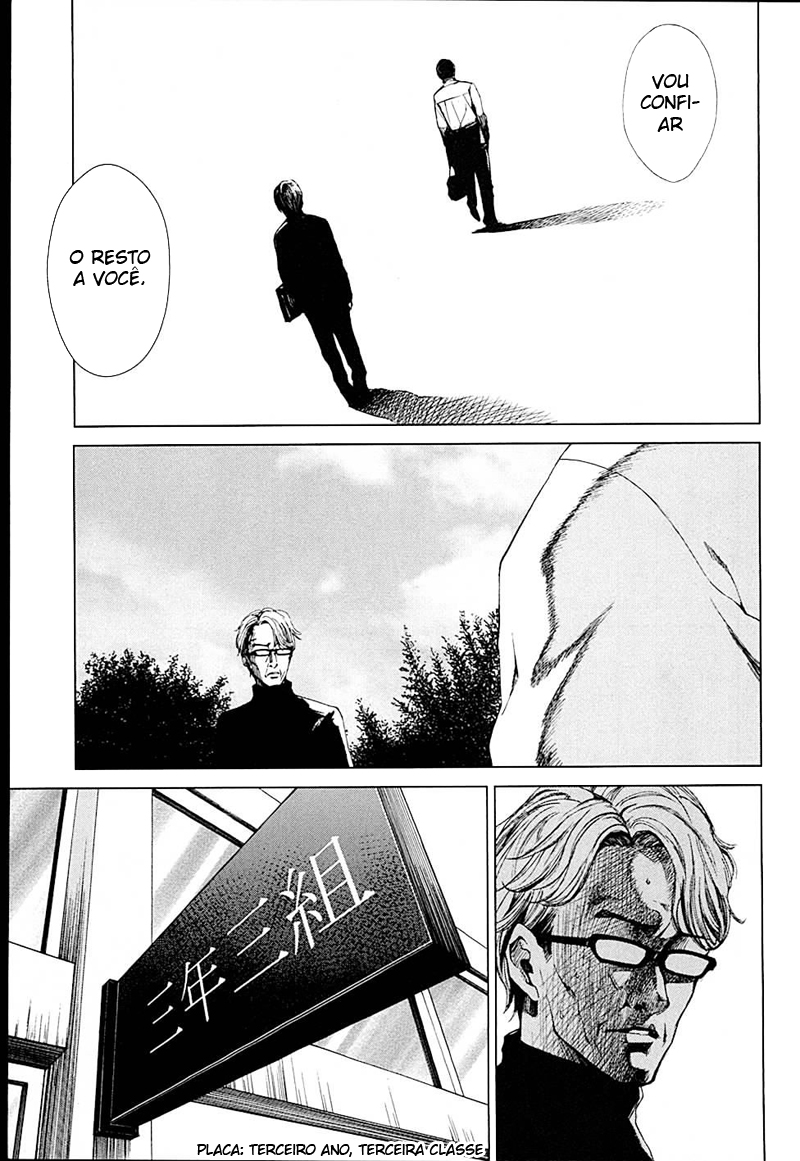 VOU
CONFI-
AR
O RESTO
A VOCÊ.
三年三組
PLACA: TERCEIRO ANO, TERCEIRA CLASSE